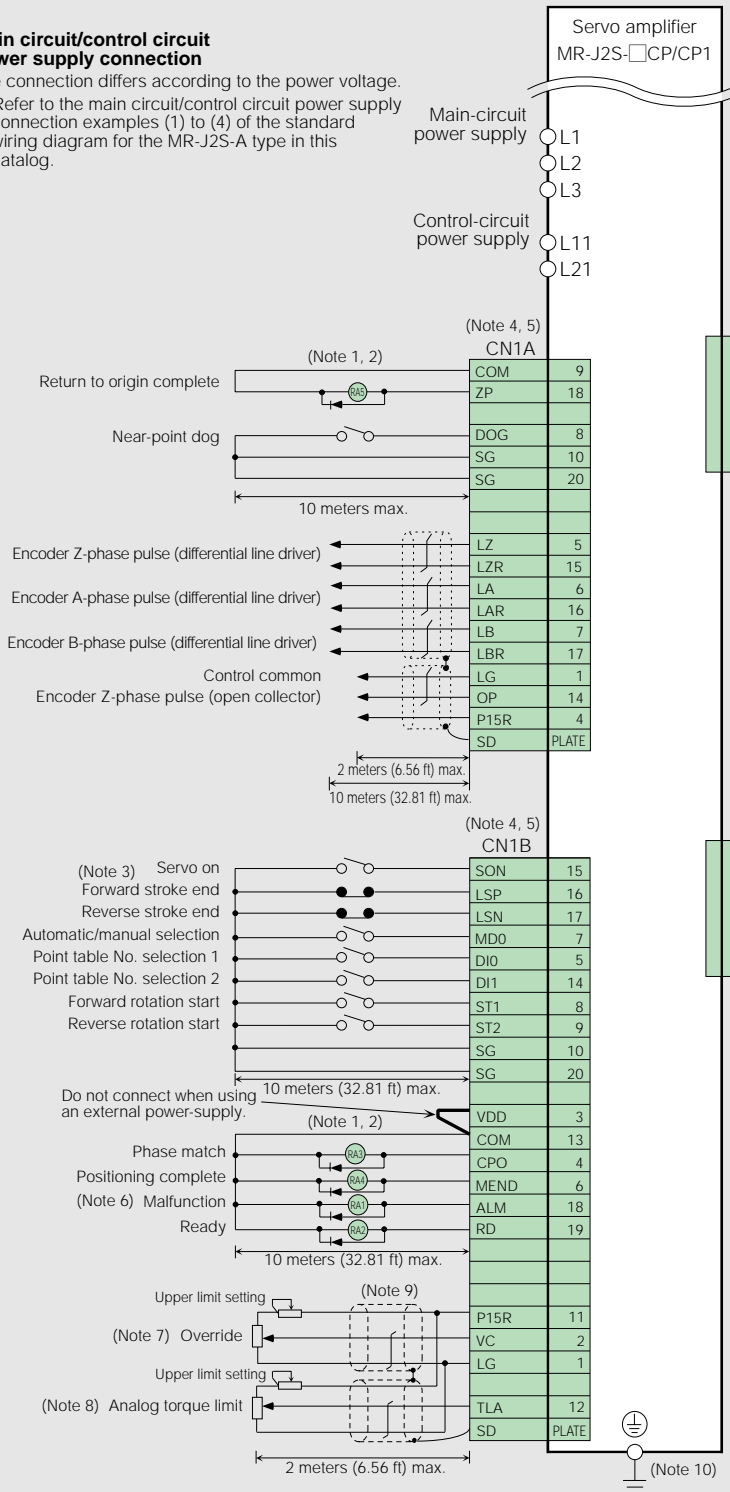 in circuit/control circuit
wer supply connection
e connection differs according to the power voltage.
Refer to the main circuit/control circuit power supply
onnection examples (1) to (4) of the standard
wiring diagram for the MR-J2S-A type in this
atalog.
Servo amplifier
MR-J2S-□CP/CP1
Main-circuit
power supply
L1
L2
L3
Control-circuit
power supply
L11
L21
(Note 4, 5)
CN1A
(Note 1, 2)
Return to origin complete
COM 9
RA5 ZP 18
Near-point dog DOG 8
SG 10
SG 20
10 meters max.
Encoder Z-phase pulse (differential line driver) LZ 5
LZR 15
Encoder A-phase pulse (differential line driver) LA 6
LAR 16
Encoder B-phase pulse (differential line driver) LB 7
LBR 17
Control common LG 1
Encoder Z-phase pulse (open collector) OP 14
P15R 4
SD PLATE
2 meters (6.56 ft) max.
10 meters (32.81 ft) max.
(Note 4, 5)
CN1B
(Note 3) Servo on SON 15
Forward stroke end LSP 16
Reverse stroke end LSN 17
Automatic/manual selection MD0 7
Point table No. selection 1 DI0 5
Point table No. selection 2 DI1 14
Forward rotation start ST1 8
Reverse rotation start ST2 9
SG 10
SG 20
10 meters (32.81 ft) max.
Do not connect when using
an external power-supply.
VDD 3
(Note 1, 2)
COM 13
Phase match RA3 CPO 4
Positioning complete RA4 MEND 6
(Note 6) Malfunction RA1 ALM 18
Ready RA2 RD 19
10 meters (32.81 ft) max.
(Note 9)
Upper limit setting
P15R 11
(Note 7) Override VC 2
LG 1
Upper limit setting
(Note 8) Analog torque limit TLA 12
SD PLATE
2 meters (6.56 ft) max.
(Note 10)